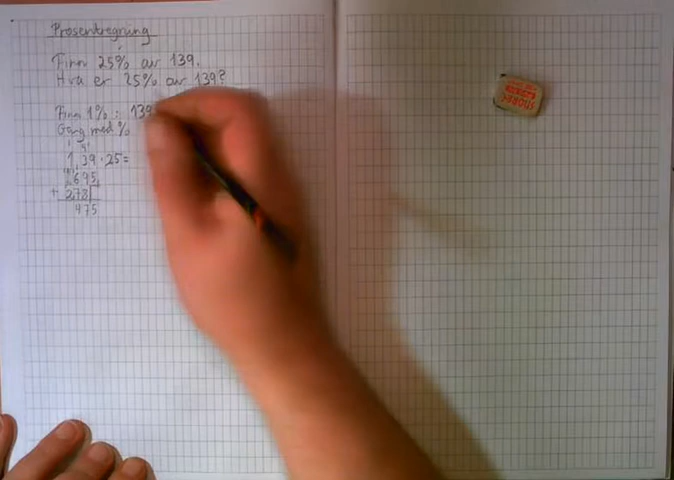 Prosentregning
Finn 25% av 139.
Hva er 25% av 139?
Finn 1% : 139
Gang med %
1,39 · 25 =
695
+ 278
475